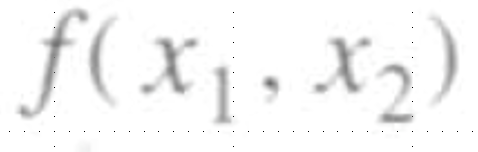 f(x₁, x₂)